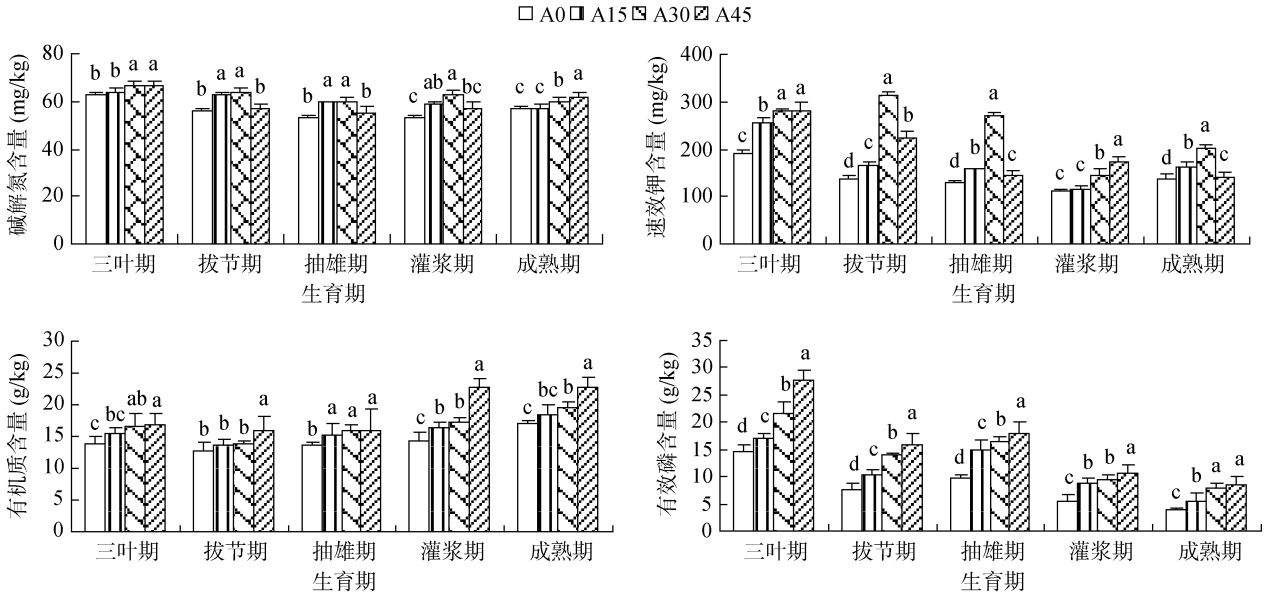 A0 A15 A30 A45
碱解氮含量 (mg/kg)
80
60
40
20
0
b b a a
b a a b
b a a b
c ab a bc
c c b a
三叶期 拔节期 抽雄期 灌浆期 成熟期
生育期
速效钾含量 (mg/kg)
400
300
200
100
0
c b a a
d c a b
d b a c
c c b a
d b a c
三叶期 拔节期 抽雄期 灌浆期 成熟期
生育期
有机质含量 (g/kg)
30
25
20
15
10
5
0
c bc ab a
b b b a
b a a a
c b b a
c bc b a
三叶期 拔节期 抽雄期 灌浆期 成熟期
生育期
有效磷含量 (g/kg)
35
30
25
20
15
10
5
0
d c b a
d c b a
d c b a
c b b a
c b a a
三叶期 拔节期 抽雄期 灌浆期 成熟期
生育期